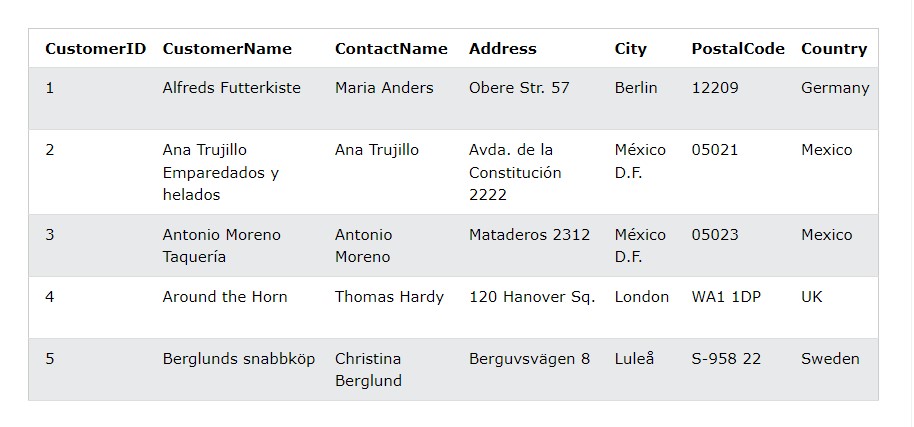 CustomerID CustomerName ContactName Address City PostalCode Country
1 Alfreds Futterkiste Maria Anders Obere Str. 57 Berlin 12209 Germany
2 Ana Trujillo Ana Trujillo Avda. de la México 05021 Mexico
Emparedados y Constitución D.F.
helados 2222
3 Antonio Moreno Antonio Mataderos 2312 México 05023 Mexico
Taquería Moreno D.F.
4 Around the Horn Thomas Hardy 120 Hanover Sq. London WA1 1DP UK
5 Berglunds snabbköp Christina Berguvsvägen 8 Luleå S-958 22 Sweden
Berglund